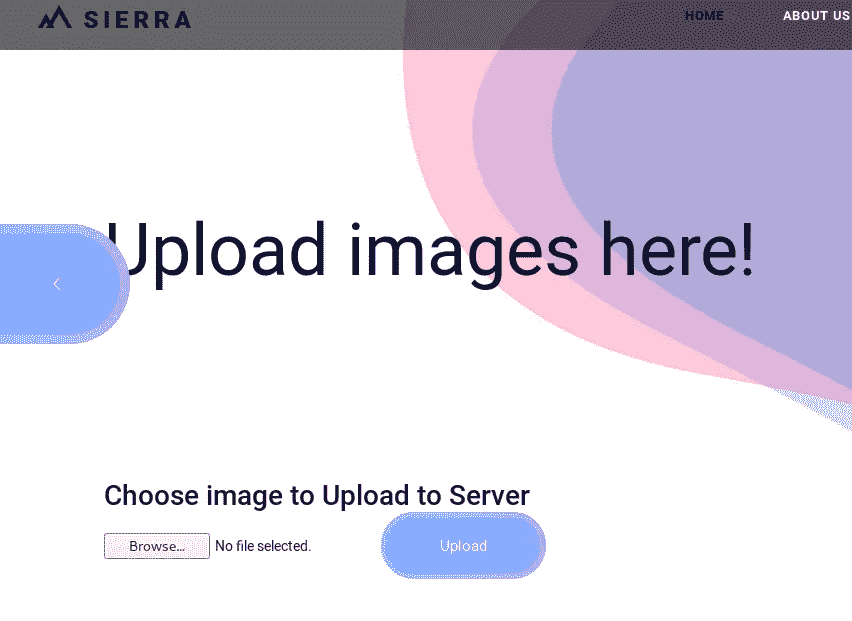 SIERRA
HOME
ABOUT US
Upload images here!
Choose image to Upload to Server
Browse... No file selected.
Upload